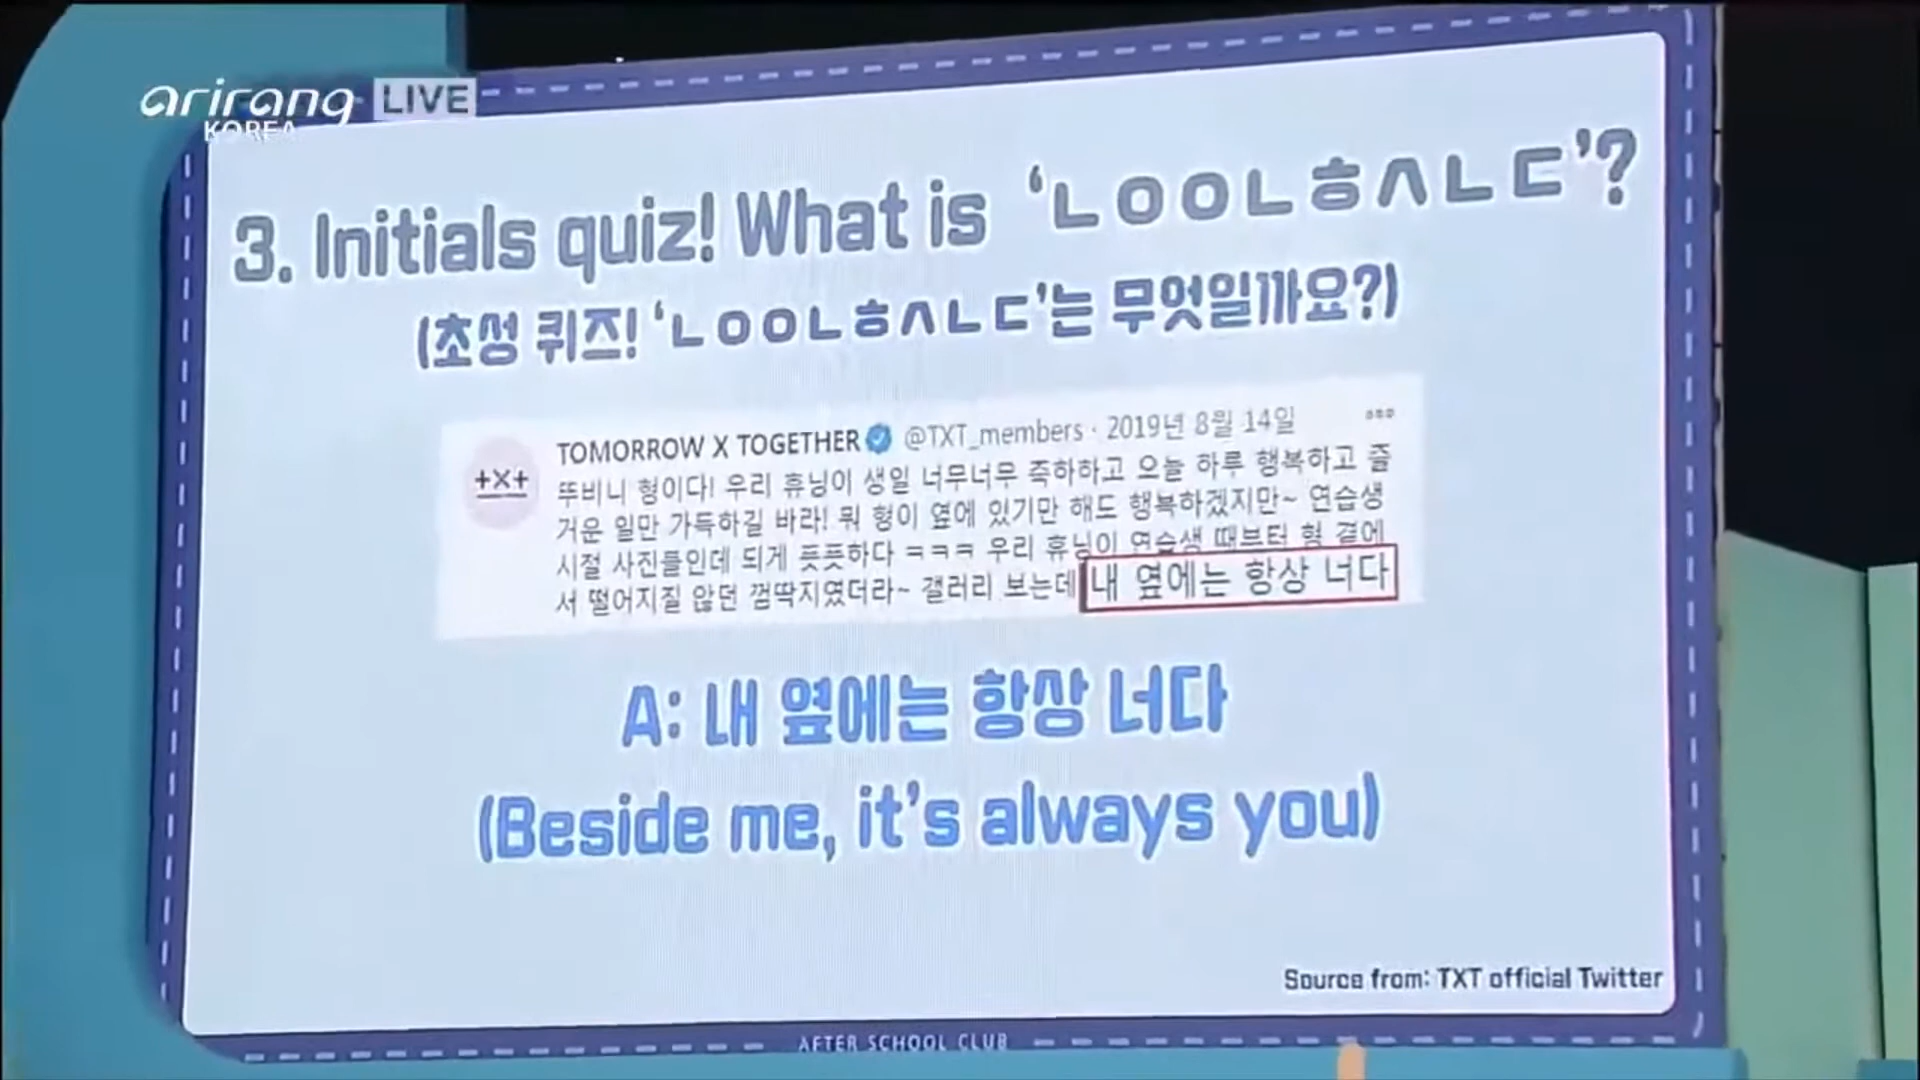 arirang LIVE
KOREA
3. Initials quiz! What is ‘ㄴㅇㅇㄴㅎㅅㄴㄷ’?
(초성 퀴즈! ‘ㄴㅇㅇㄴㅎㅅㄴㄷ’는 무엇일까요?)
+X+
TOMORROW X TOGETHER @TXT_members · 2019년 8월 14일
뚜비니 형이다! 우리 휴닝이 생일 너무너무 축하하고 오늘 하루 행복하고 즐
거운 일만 가득하길 바라! 뭐 형이 옆에 있기만 해도 행복하겠지만~ 연습생
시절 사진들인데 되게 풋풋하다 ㅋㅋㅋ 우리 휴닝이 연습생 때부터 형 곁에
서 떨어지질 않던 껌딱지였더라~ 갤러리 보는데 내 옆에는 항상 너다
A: 내 옆에는 항상 너다
(Beside me, it's always you)
Source from: TXT official Twitter
AFTER SCHOOL CLUB